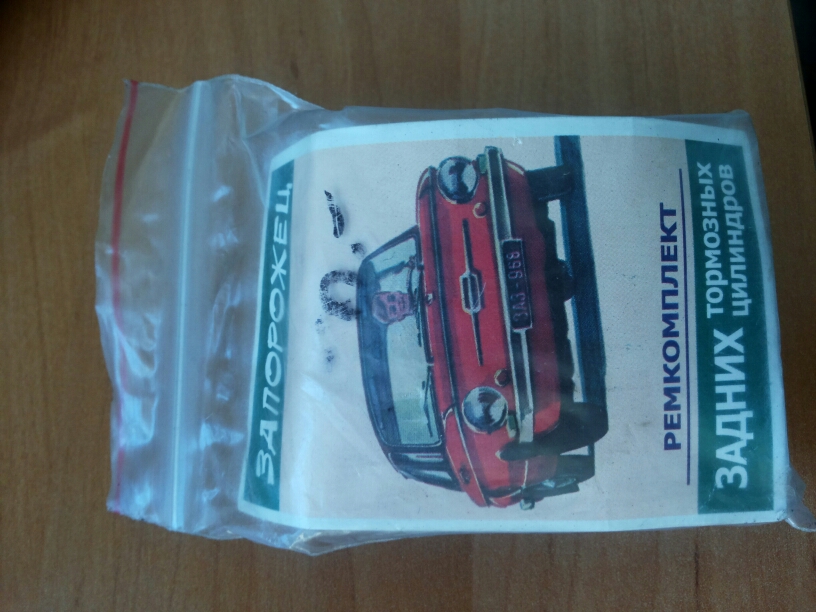 ЗАПОРОЖЕЦ
ЗАЗ-968
РЕМКОМПЛЕКТ
ЗАДНИХ тормозных
цилиндров